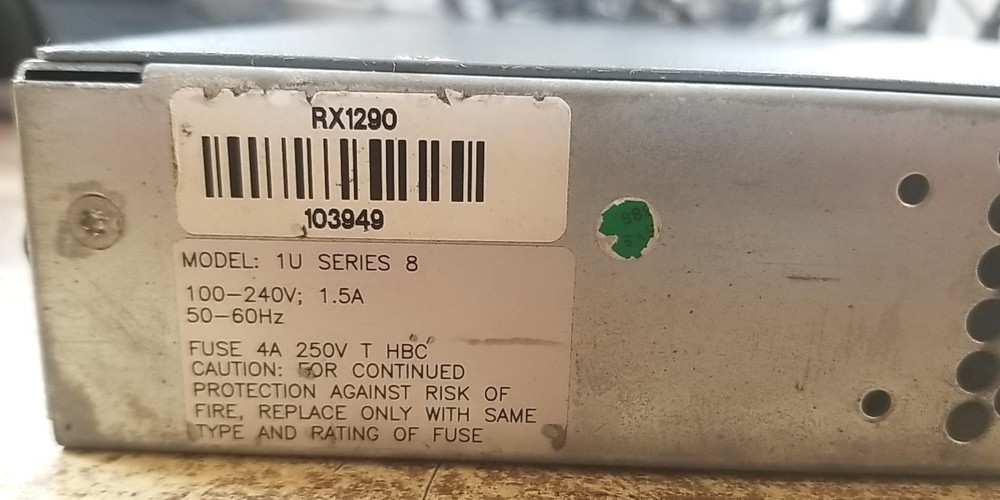 RX1290
103949
MODEL: 1U SERIES 8
100-240V; 1.5A
50-60Hz
FUSE 4A 250V T HBC
CAUTION: FOR CONTINUED
PROTECTION AGAINST RISK OF
FIRE, REPLACE ONLY WITH SAME
TYPE AND RATING OF FUSE